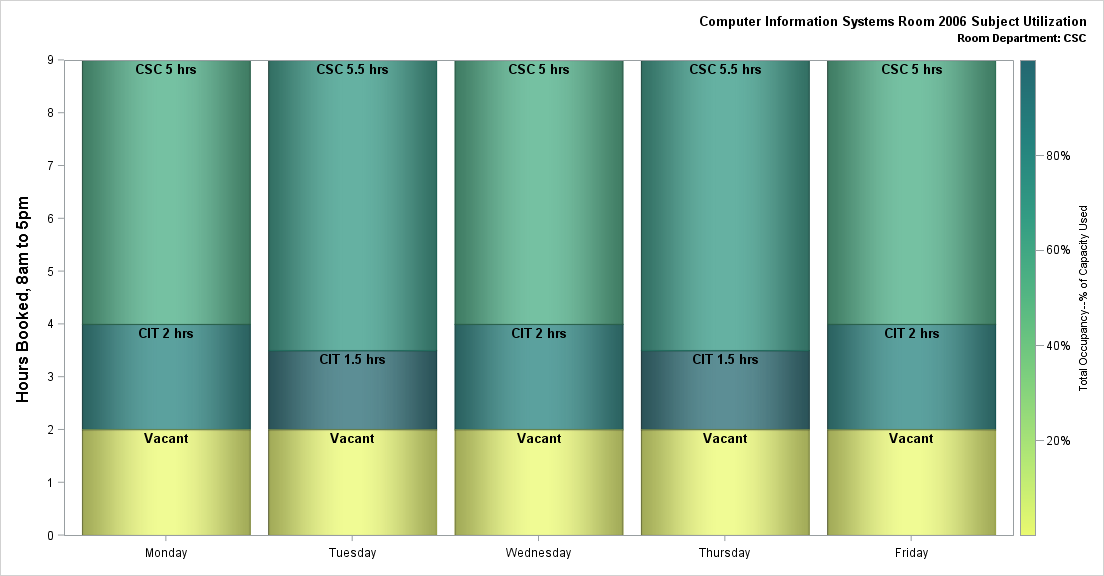 Computer Information Systems Room 2006 Subject Utilization
Room Department: CSC
Hours Booked, 8am to 5pm
9
8
7
6
5
4
3
2
1
0
CSC 5 hrs
CIT 2 hrs
Vacant
CSC 5.5 hrs
CIT 1.5 hrs
Vacant
CSC 5 hrs
CIT 2 hrs
Vacant
CSC 5.5 hrs
CIT 1.5 hrs
Vacant
CSC 5 hrs
CIT 2 hrs
Vacant
Monday
Tuesday
Wednesday
Thursday
Friday
80%
60%
40%
20%
Total Occupancy--% of Capacity Used